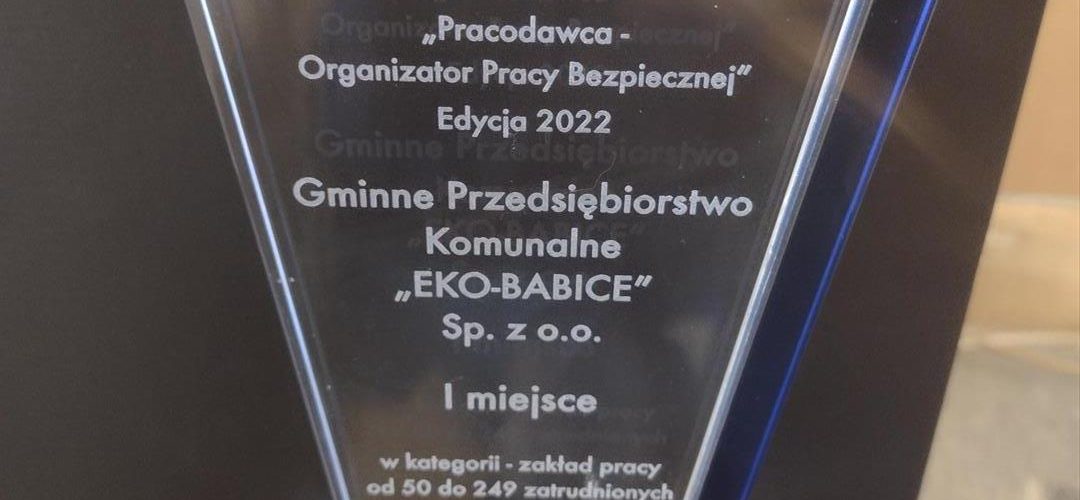 „Pracodawca -
Organizator Pracy Bezpiecznej"
Edycja 2022
Gminne Przedsiębiorstwo
Komunalne
„EKO-BABICE"
Sp. z o.o.
I miejsce
w kategorii - zakład pracy
od 50 do 249 zatrudnionych